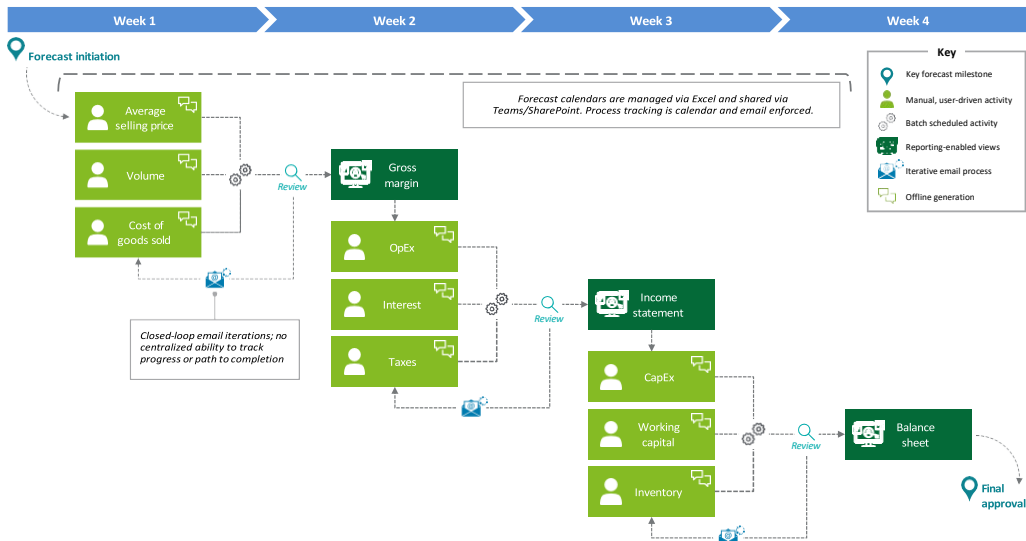 Week 1
Week 2
Week 3
Week 4
Forecast initiation
Key
Key forecast milestone
Manual, user-driven activity
Batch scheduled activity
Reporting-enabled views
Iterative email process
Offline generation
Forecast calendars are managed via Excel and shared via
Teams/SharePoint. Process tracking is calendar and email enforced.
Average
selling price
Volume
Cost of
goods sold
Review
Closed-loop email iterations; no
centralized ability to track
progress or path to completion
Gross
margin
OpEx
Interest
Taxes
Review
Income
statement
CapEx
Working
capital
Inventory
Review
Balance
sheet
Final
approval